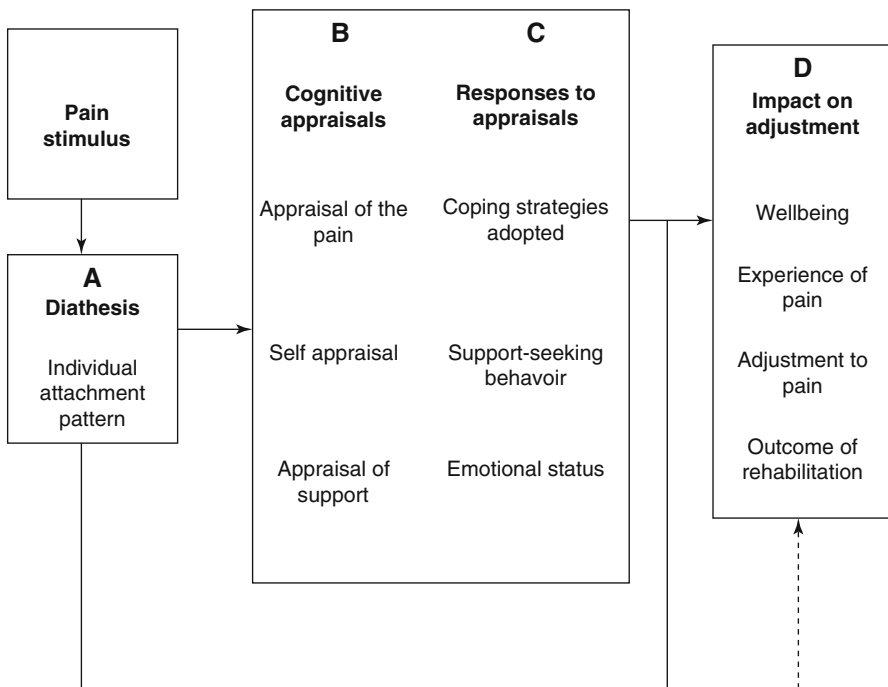 Pain
stimulus
A
Diathesis
Individual
attachment
pattern
B
Cognitive
appraisals
Appraisal of the
pain
Self appraisal
Appraisal of
support
C
Responses to
appraisals
Coping strategies
adopted
Support-seeking
behavoir
Emotional status
D
Impact on
adjustment
Wellbeing
Experience of
pain
Adjustment to
pain
Outcome of
rehabilitation